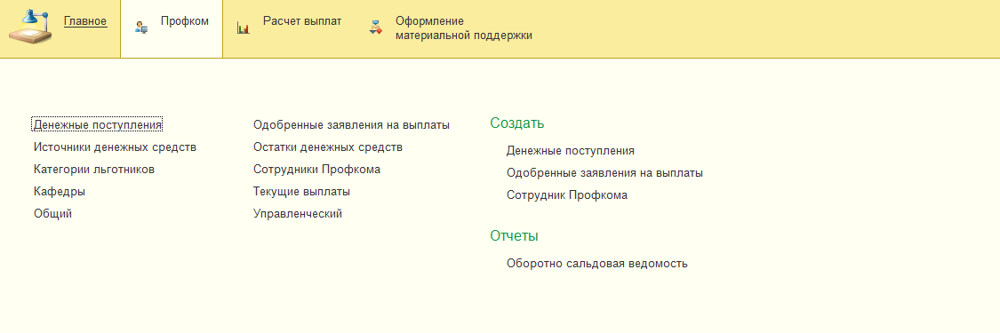 Главное
Профком
Расчет выплат
Оформление
материальной поддержки
Денежные поступления
Источники денежных средств
Категории льготников
Кафедры
Общий
Одобренные заявления на выплаты
Остатки денежных средств
Сотрудники Профкома
Текущие выплаты
Управленческий
Создать
Денежные поступления
Одобренные заявления на выплаты
Сотрудник Профкома
Отчеты
Оборотно сальдовая ведомость